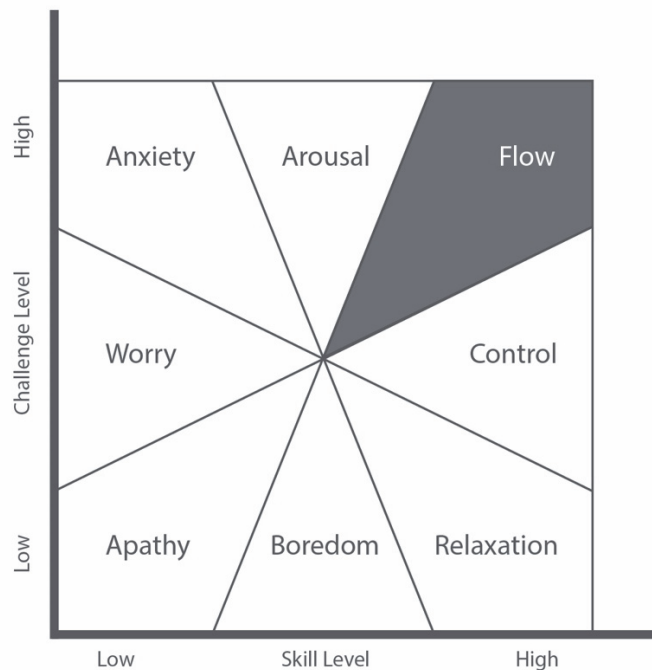 High
Anxiety
Arousal
Flow
Challenge Level
Worry
Control
Low
Apathy
Boredom
Relaxation
Low
Skill Level
High